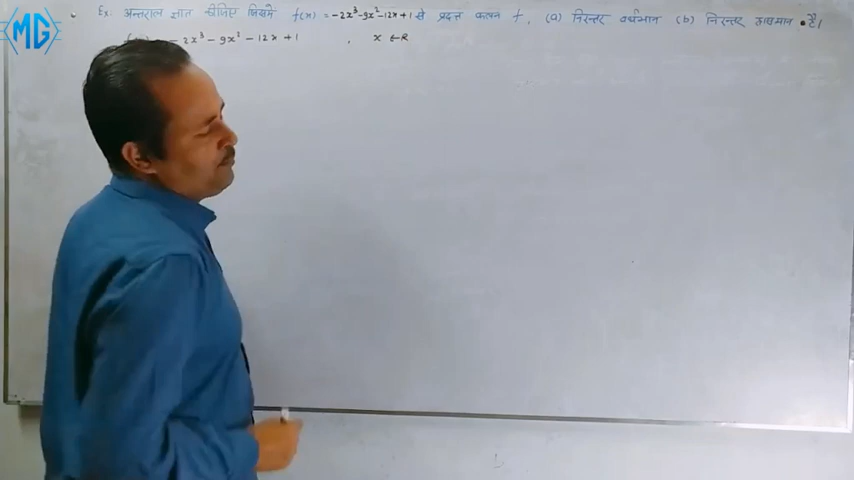 MG
Ex. अन्तराल ज्ञात कीजिए जिसमें f(x) = -2x³-9x²-12x+1 से प्रदत्त फलन f, (a) निरन्तर वर्धमान (b) निरन्तर ह्रासमान है।
- 2x³ - 9x² - 12x + 1 , x ∈ R